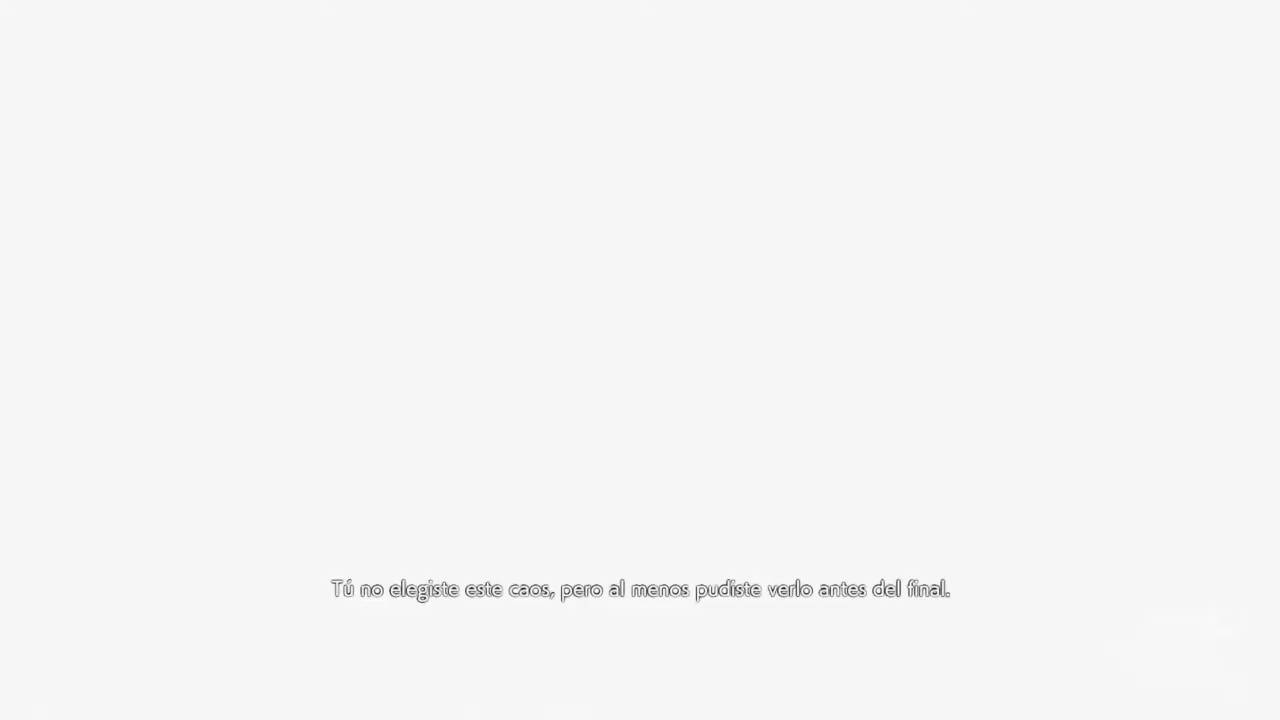 Tú no elegiste este caos, pero al menos pudiste verlo antes del final.